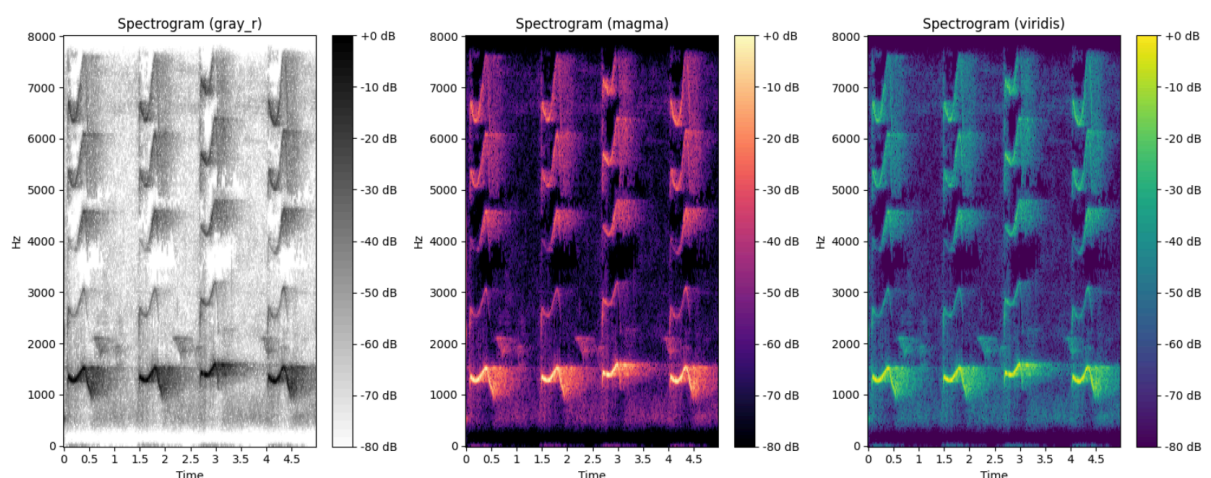 Spectrogram (gray_r)
8000
7000
6000
5000
4000
3000
2000
1000
0
Hz
0 0.5 1 1.5 2 2.5 3 3.5 4 4.5
Time
+0 dB
-10 dB
-20 dB
-30 dB
-40 dB
-50 dB
-60 dB
-70 dB
-80 dB
Spectrogram (magma)
8000
7000
6000
5000
4000
3000
2000
1000
0
Hz
0 0.5 1 1.5 2 2.5 3 3.5 4 4.5
Time
+0 dB
-10 dB
-20 dB
-30 dB
-40 dB
-50 dB
-60 dB
-70 dB
-80 dB
Spectrogram (viridis)
8000
7000
6000
5000
4000
3000
2000
1000
0
Hz
0 0.5 1 1.5 2 2.5 3 3.5 4 4.5
Time
+0 dB
-10 dB
-20 dB
-30 dB
-40 dB
-50 dB
-60 dB
-70 dB
-80 dB